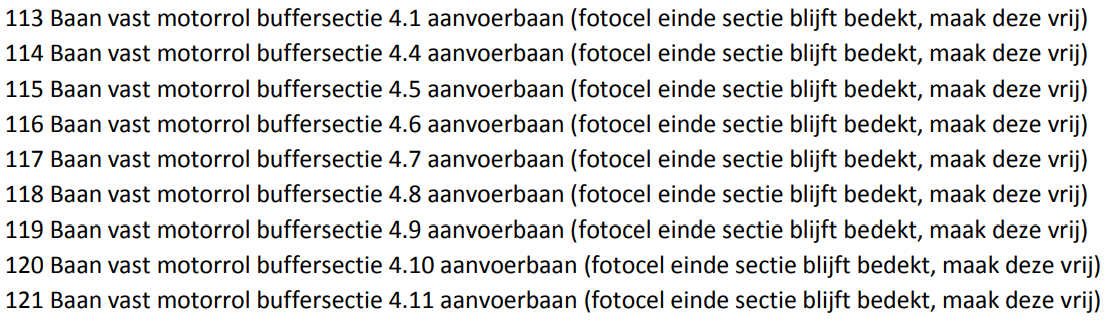 113 Baan vast motorrol buffersectie 4.1 aanvoerbaan (fotocel einde sectie blijft bedekt, maak deze vrij)
114 Baan vast motorrol buffersectie 4.4 aanvoerbaan (fotocel einde sectie blijft bedekt, maak deze vrij)
115 Baan vast motorrol buffersectie 4.5 aanvoerbaan (fotocel einde sectie blijft bedekt, maak deze vrij)
116 Baan vast motorrol buffersectie 4.6 aanvoerbaan (fotocel einde sectie blijft bedekt, maak deze vrij)
117 Baan vast motorrol buffersectie 4.7 aanvoerbaan (fotocel einde sectie blijft bedekt, maak deze vrij)
118 Baan vast motorrol buffersectie 4.8 aanvoerbaan (fotocel einde sectie blijft bedekt, maak deze vrij)
119 Baan vast motorrol buffersectie 4.9 aanvoerbaan (fotocel einde sectie blijft bedekt, maak deze vrij)
120 Baan vast motorrol buffersectie 4.10 aanvoerbaan (fotocel einde sectie blijft bedekt, maak deze vrij)
121 Baan vast motorrol buffersectie 4.11 aanvoerbaan (fotocel einde sectie blijft bedekt, maak deze vrij)